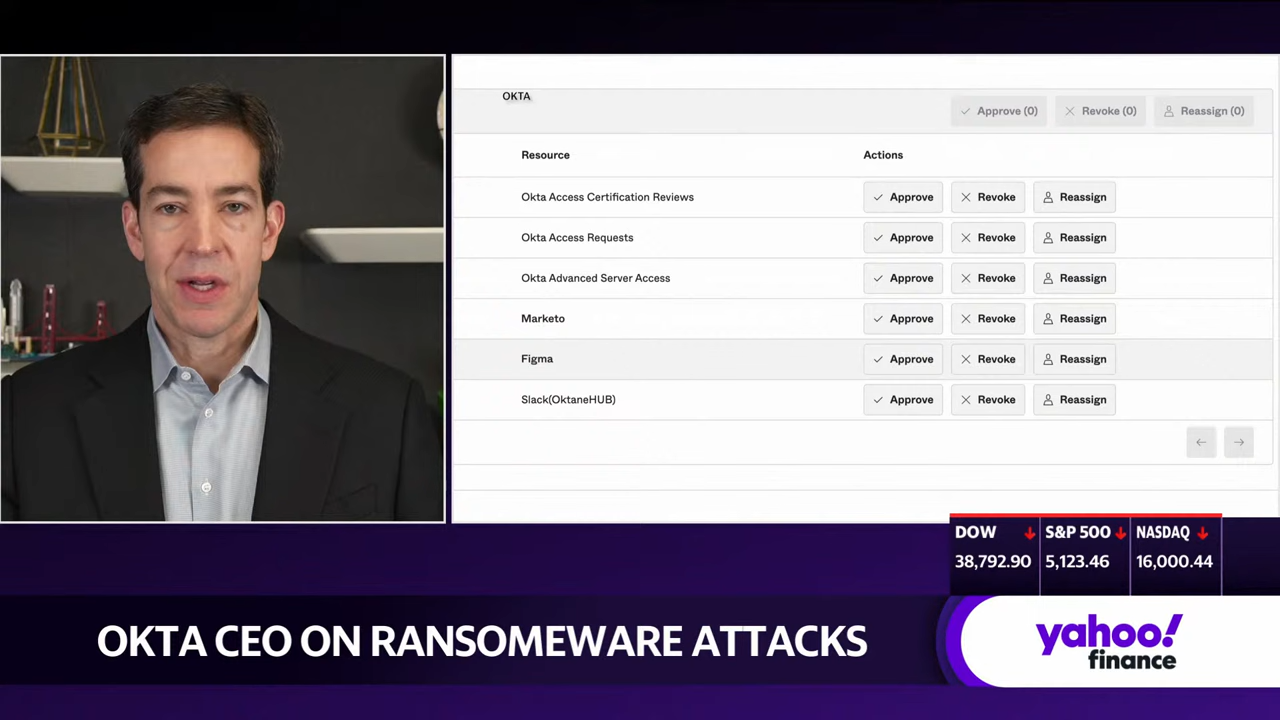 OKTA
Approve (0) Revoke (0) Reassign (0)
Resource Actions
Okta Access Certification Reviews Approve Revoke Reassign
Okta Access Requests Approve Revoke Reassign
Okta Advanced Server Access Approve Revoke Reassign
Marketo Approve Revoke Reassign
Figma Approve Revoke Reassign
Slack(OktaneHUB) Approve Revoke Reassign
DOW S&P 500 NASDAQ
38,792.90 5,123.46 16,000.44
OKTA CEO ON RANSOMEWARE ATTACKS
yahoo!
finance